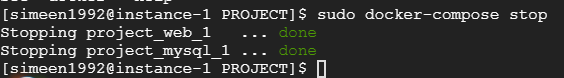 [simeen1992@instance-1 PROJECT]$ sudo docker-compose stop
Stopping project_web_1   ... done
Stopping project_mysql_1 ... done
[simeen1992@instance-1 PROJECT]$